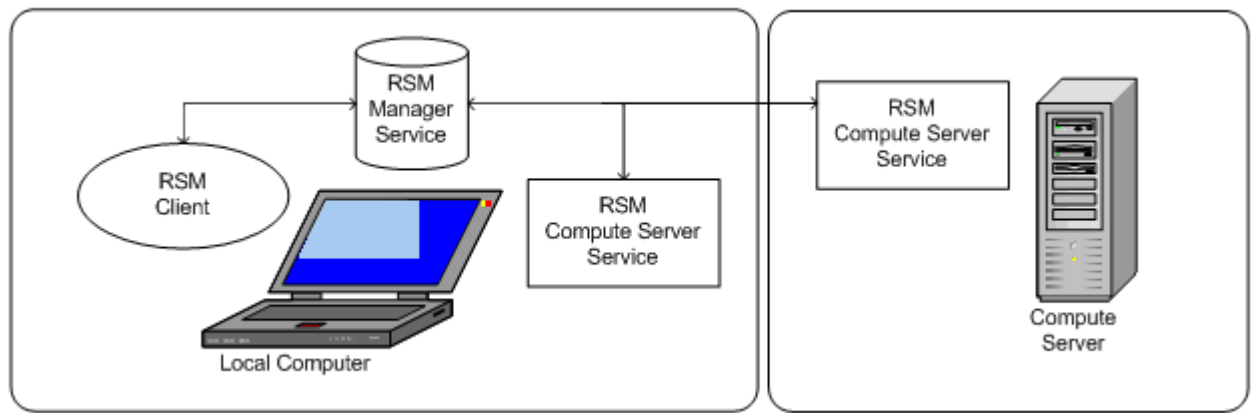 RSM
Manager
Service
RSM
Client
RSM
Compute Server
Service
Local Computer
RSM
Compute Server
Service
Compute
Server